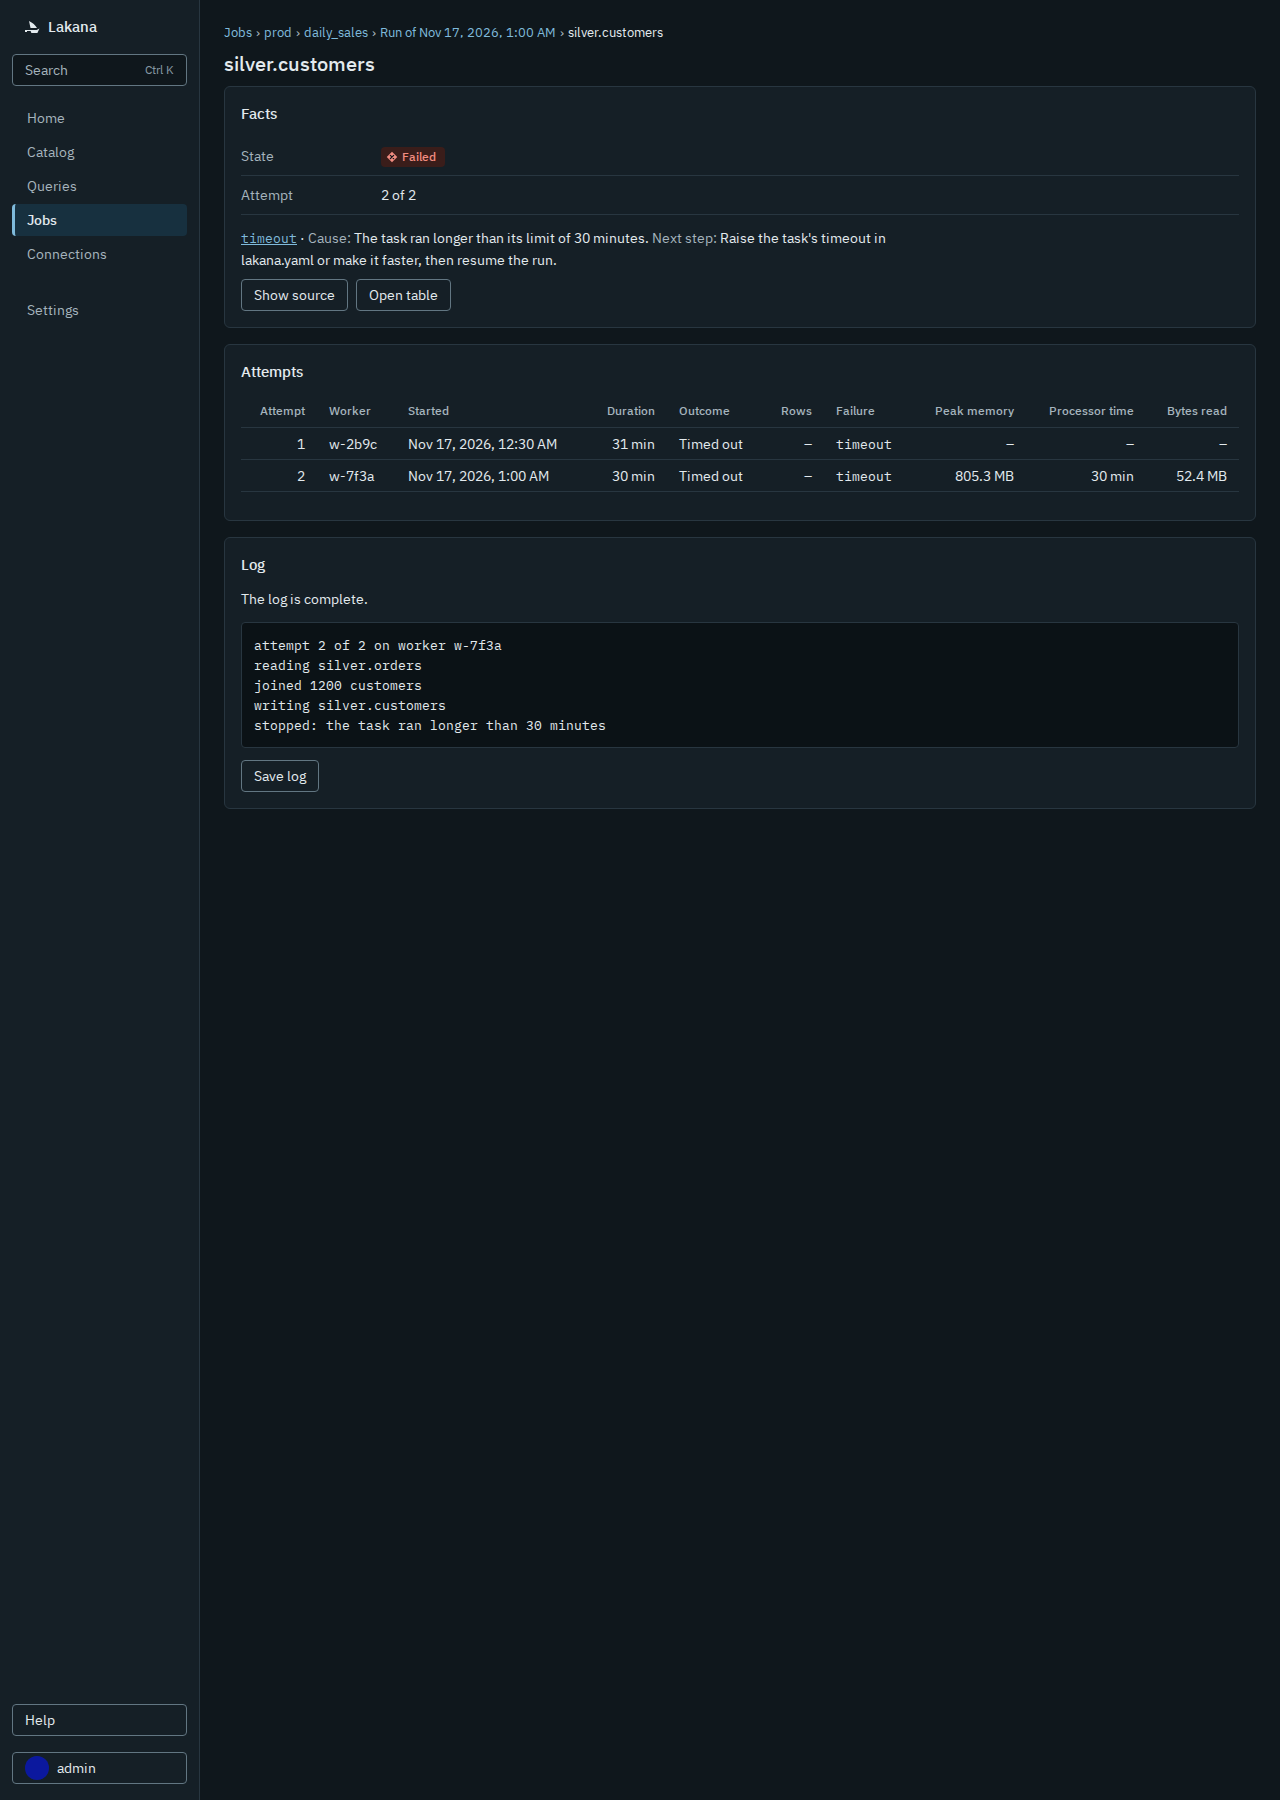 Lakana
Search Ctrl K
Home
Catalog
Queries
Jobs
Connections
Settings
Help
admin
Jobs › prod › daily_sales › Run of Nov 17, 2026, 1:00 AM › silver.customers
silver.customers
Facts
State Failed
Attempt 2 of 2
timeout · Cause: The task ran longer than its limit of 30 minutes. Next step: Raise the task's timeout in
lakana.yaml or make it faster, then resume the run.
Show source Open table
Attempts
Attempt Worker Started Duration Outcome Rows Failure Peak memory Processor time Bytes read
1 w-2b9c Nov 17, 2026, 12:30 AM 31 min Timed out – timeout – – –
2 w-7f3a Nov 17, 2026, 1:00 AM 30 min Timed out – timeout 805.3 MB 30 min 52.4 MB
Log
The log is complete.
attempt 2 of 2 on worker w-7f3a
reading silver.orders
joined 1200 customers
writing silver.customers
stopped: the task ran longer than 30 minutes
Save log